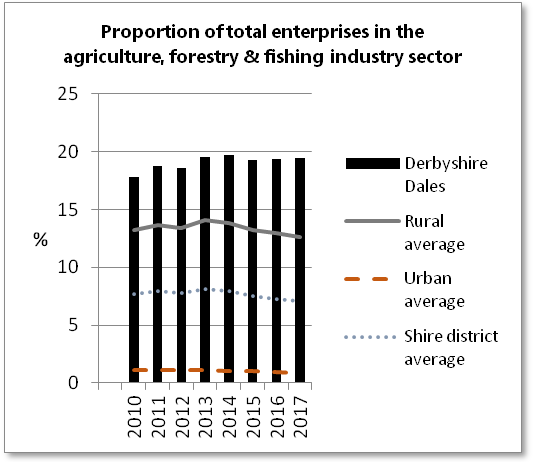 Proportion of total enterprises in the
agriculture, forestry & fishing industry sector
25
20
15
10
5
0
%
2010
2011
2012
2013
2014
2015
2016
2017
Derbyshire
Dales
Rural
average
Urban
average
Shire district
average